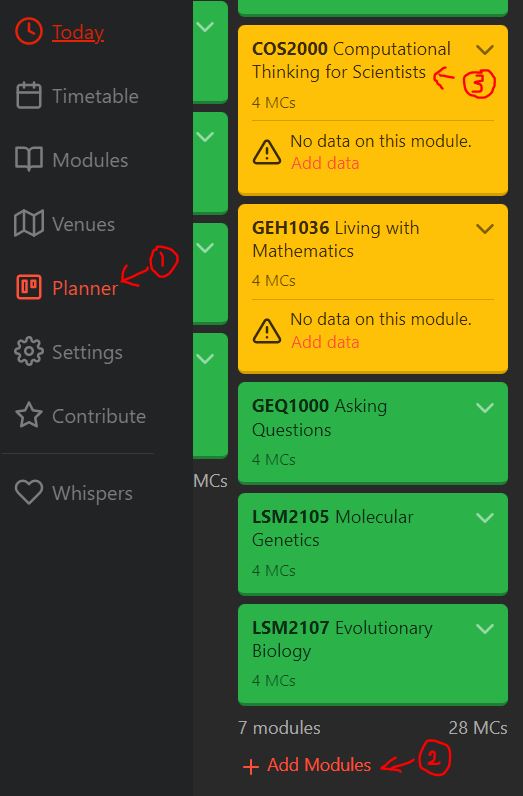 Today
Timetable
Modules
Venues
Planner
1
Settings
Contribute
Whispers
MCs
COS2000 Computational
Thinking for Scientists
3
4 MCs
No data on this module.
Add data
GEH1036 Living with
Mathematics
4 MCs
No data on this module.
Add data
GEQ1000 Asking
Questions
4 MCs
LSM2105 Molecular
Genetics
4 MCs
LSM2107 Evolutionary
Biology
4 MCs
7 modules 28 MCs
+ Add Modules
2